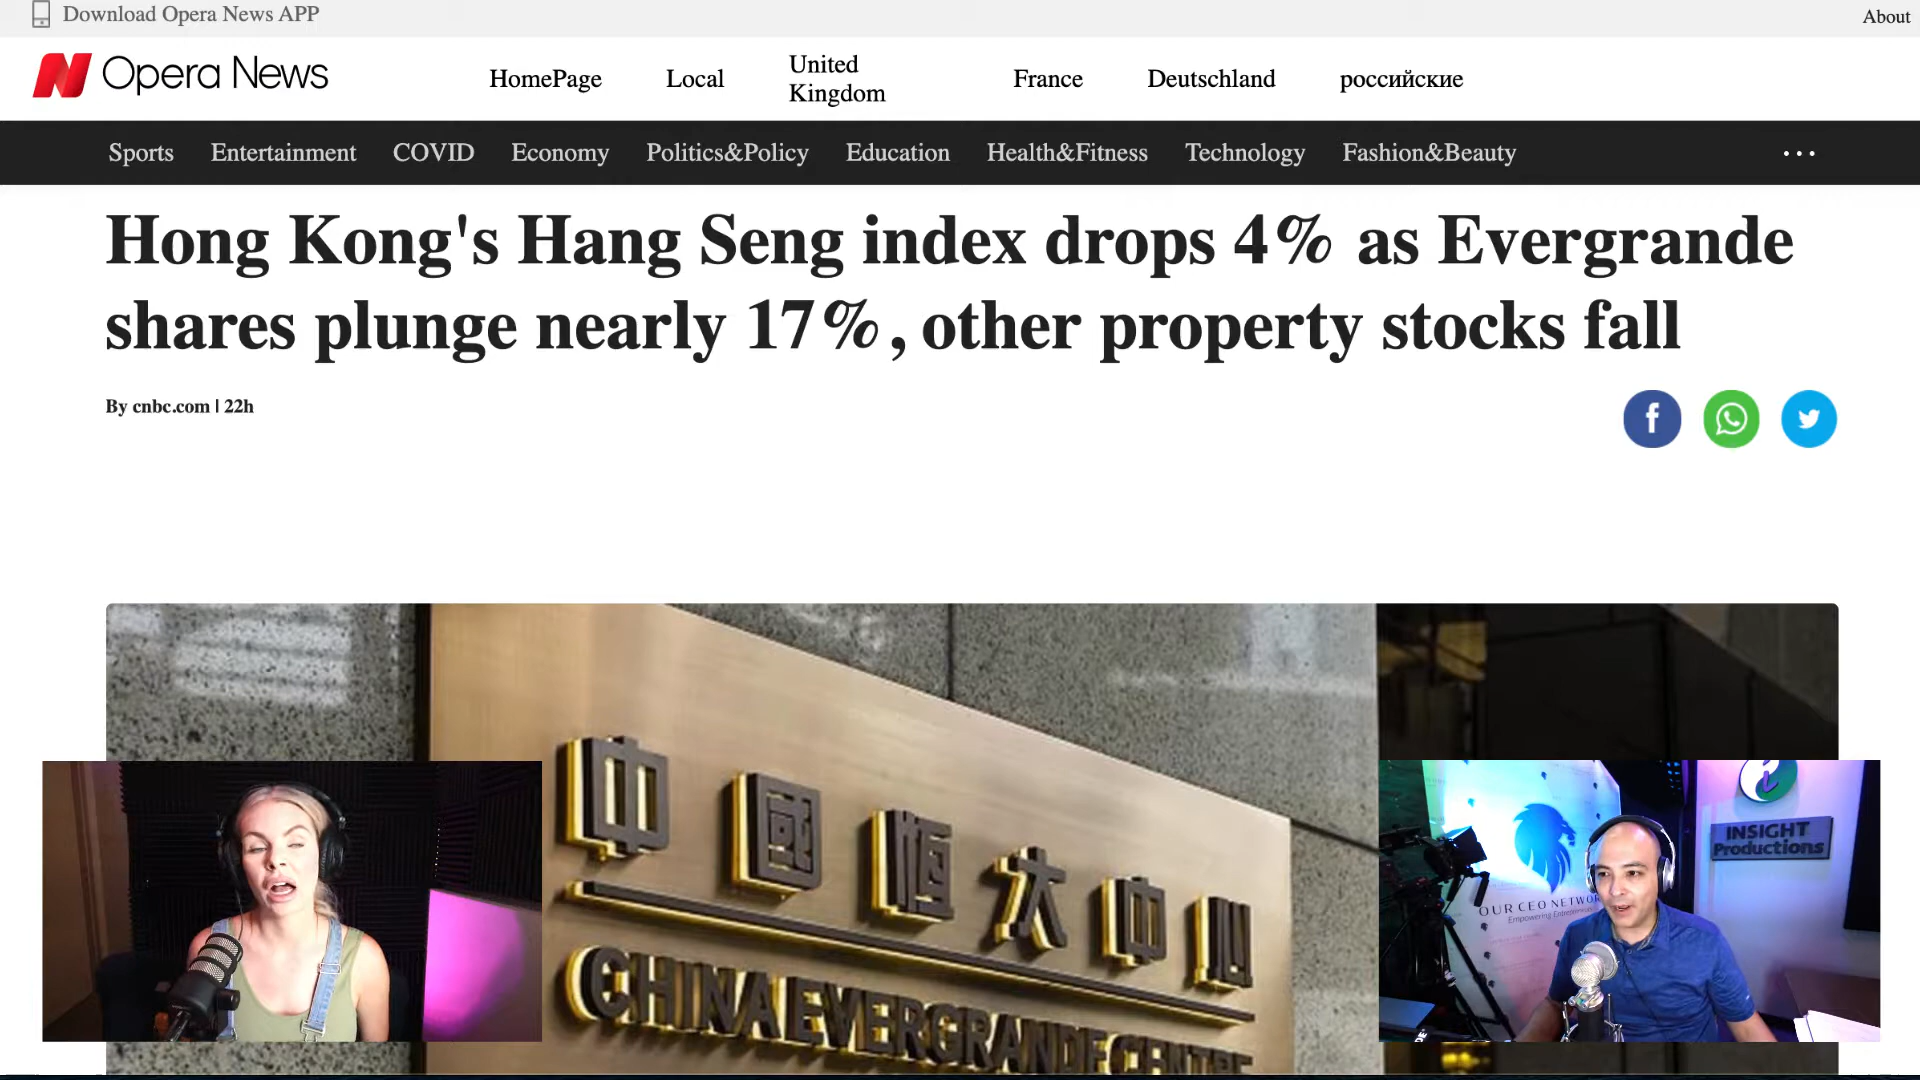 Download Opera News APP
About
Opera News
HomePage
Local
United
Kingdom
France
Deutschland
российские
Sports
Entertainment
COVID
Economy
Politics&Policy
Education
Health&Fitness
Technology
Fashion&Beauty
...
Hong Kong's Hang Seng index drops 4% as Evergrande
shares plunge nearly 17%, other property stocks fall
By cnbc.com | 22h
中國恒大中心
CHINA EVERGRANDE CENTRE
INSIGHT
Productions
OUR CEO NETWOR
Empowering Entrepreneurs